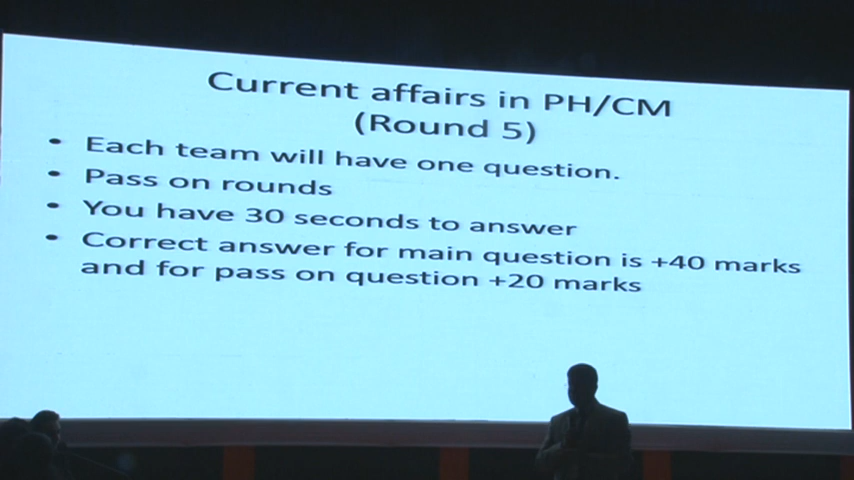 Current affairs in PH/CM
(Round 5)
• Each team will have one question.
• Pass on rounds
• You have 30 seconds to answer
• Correct answer for main question is +40 marks
and for pass on question +20 marks